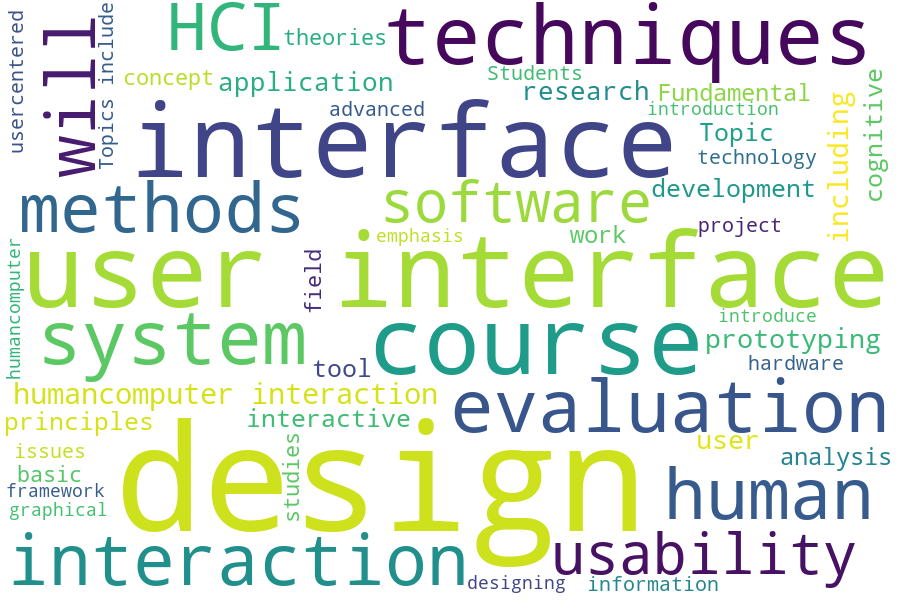 usercentered
will
Topics include
HCI
theories
techniques
concept
application
Students
research
Fundamental
advanced
introduction
interface
Topic
technology
including
cognitive
methods
software
development
project
emphasis
work
user interface
humancomputer
field
system
course
introduce
prototyping
tool
hardware
humancomputer interaction
evaluation
principles
interactive
user
issues
analysis
basic
design
studies
human
framework
graphical
interaction
usability
designing
information